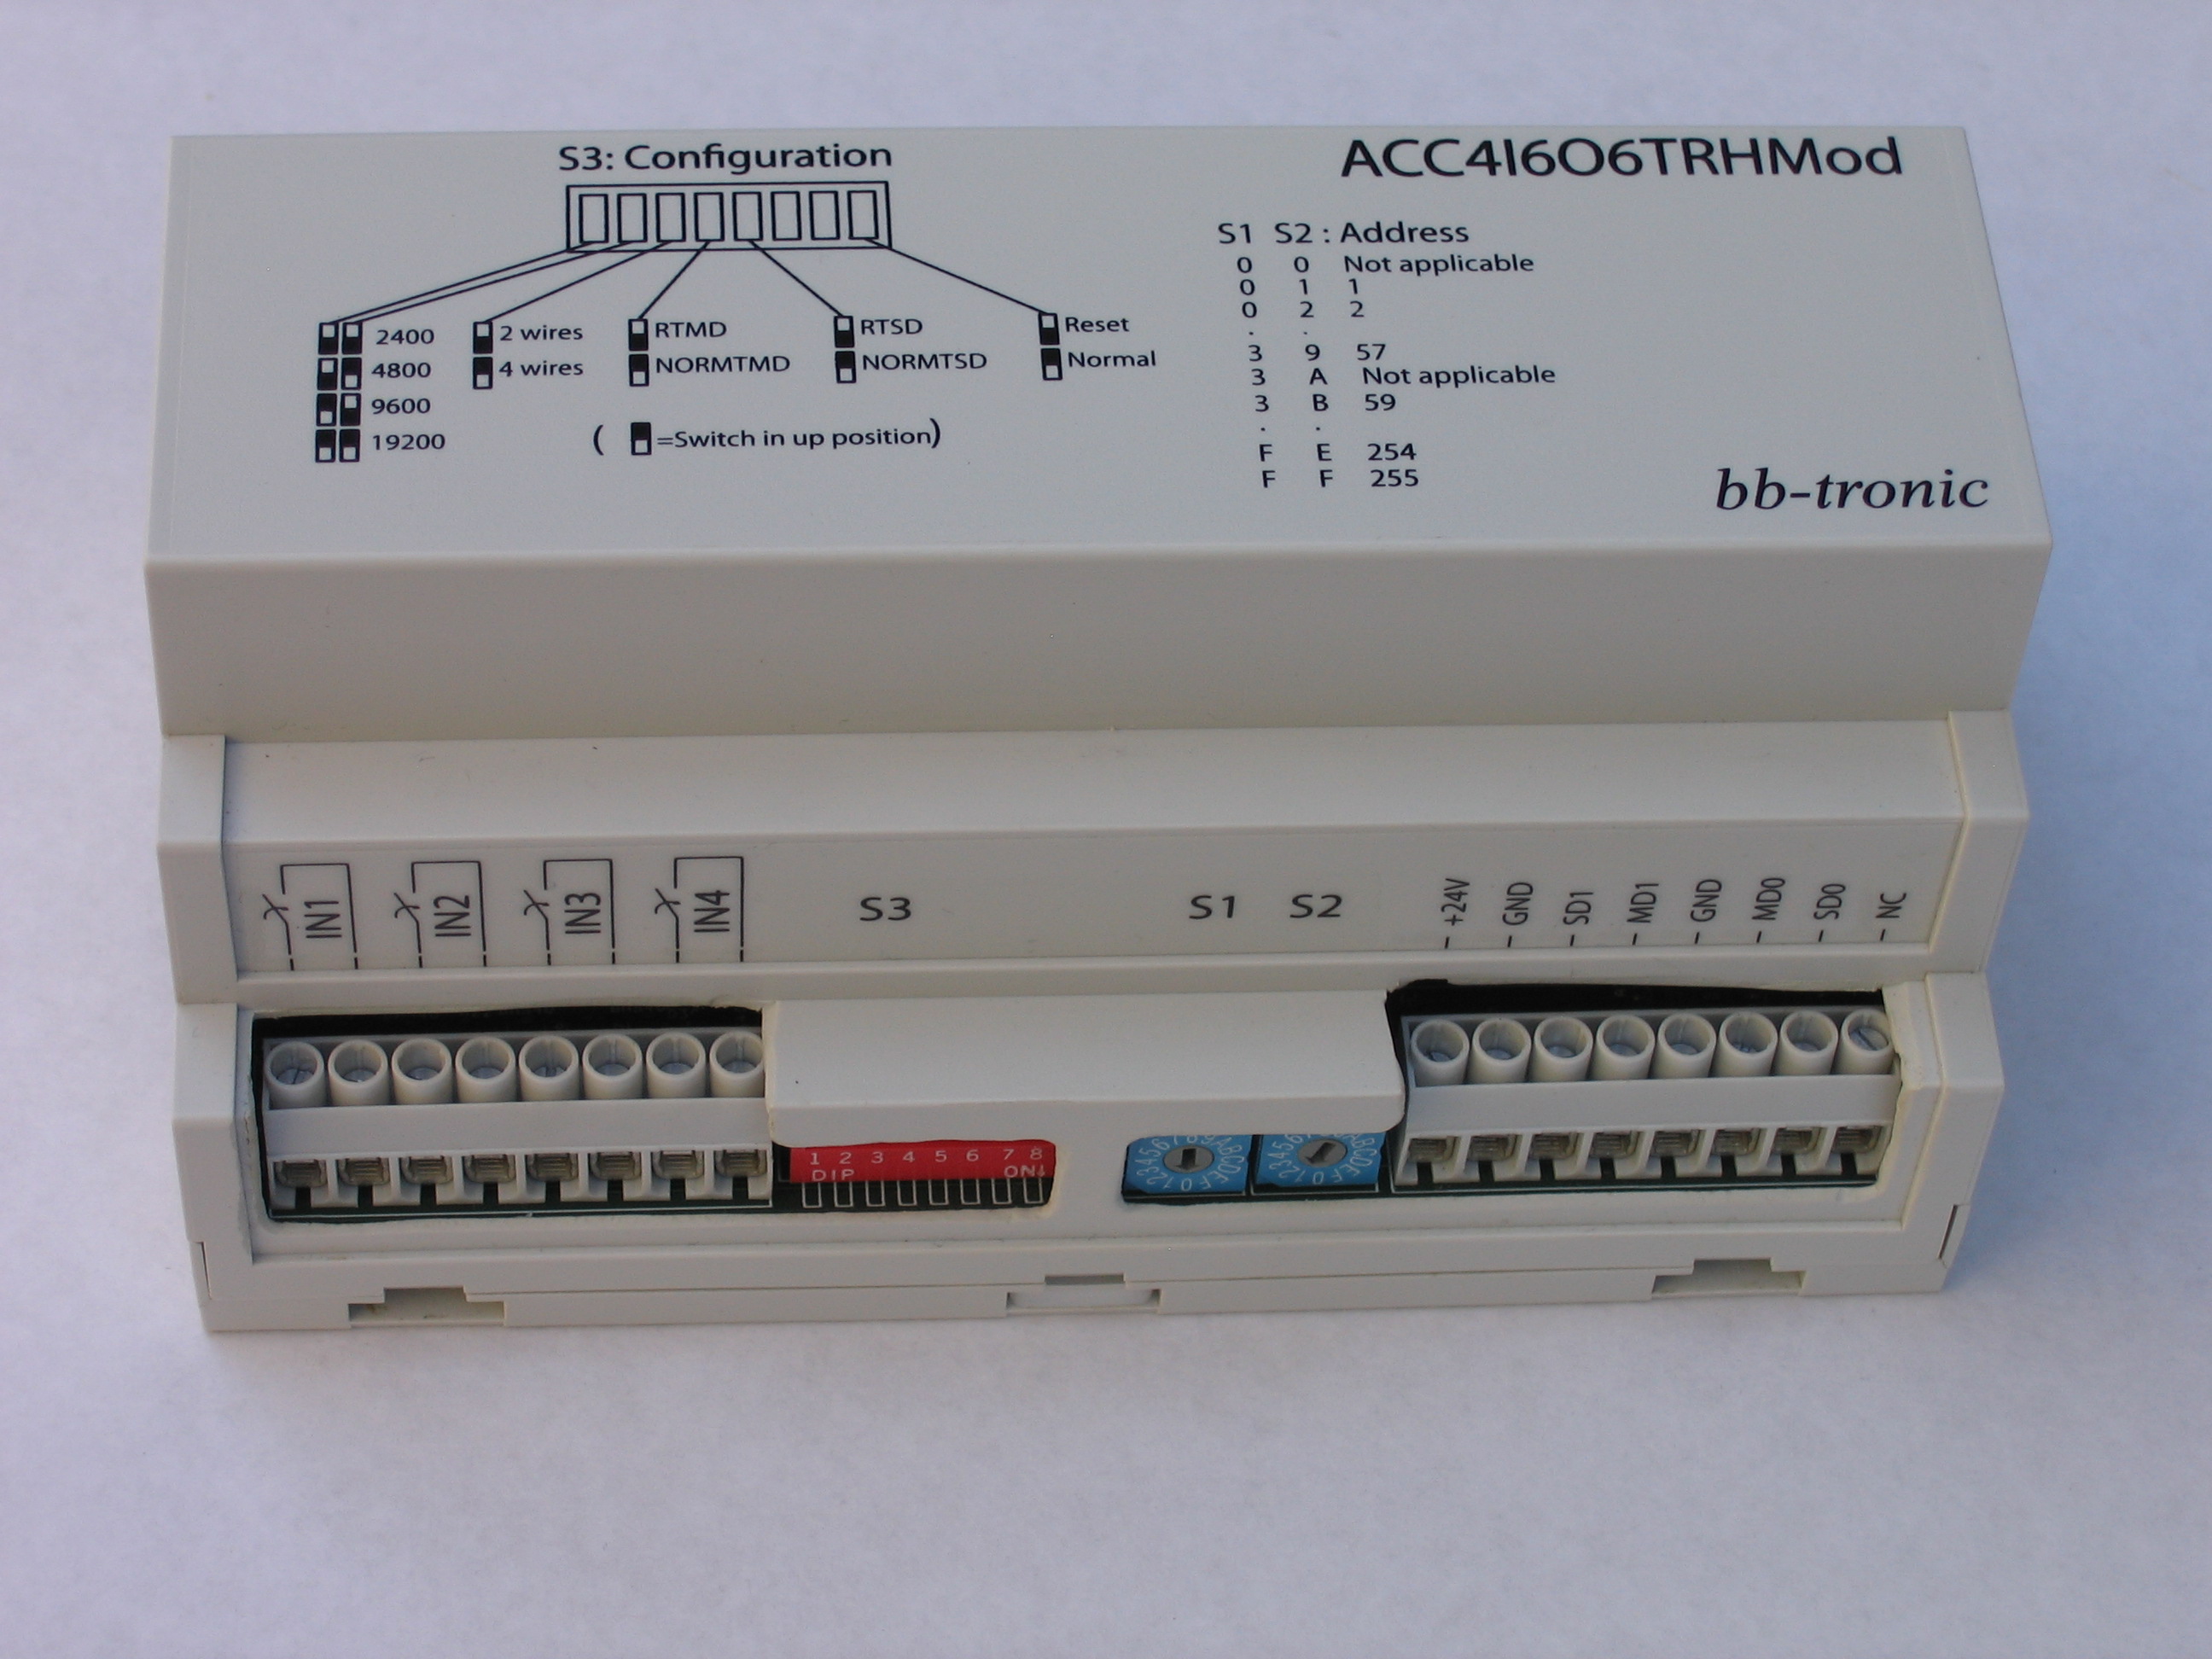 S3: Configuration
ACC4I6O6TRHMod
S1 S2 : Address
0 0 Not applicable
0 1 1
0 2 2
. .
3 9 57
3 A Not applicable
3 B 59
. .
F E 254
F F 255
2400
4800
9600
19200
2 wires
4 wires
RTMD
NORMTMD
RTSD
NORMTSD
Reset
Normal
( =Switch in up position)
bb-tronic
IN1
IN2
IN3
IN4
S3
S1
S2
+24V
GND
SD1
MD1
GND
MD0
SD0
NC
1 2 3 4 5 6 7 8
DIP ON↓